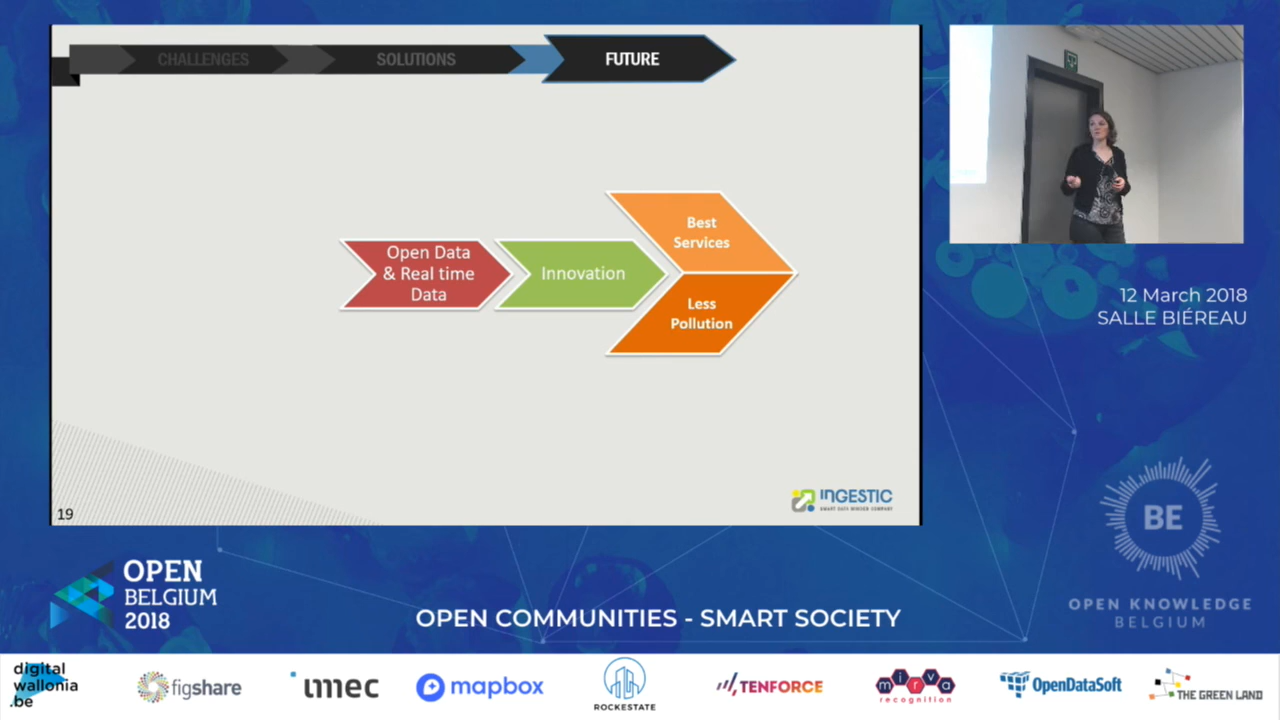 CHALLENGES
SOLUTIONS
FUTURE
Open Data
& Real time
Data
Innovation
Best
Services
Less
Pollution
INGESTIC
SMART DATA MINING COMPANY
19
12 March 2018
SALLE BIÉREAU
BE
OPEN KNOWLEDGE
BELGIUM
OPEN
BELGIUM
2018
OPEN COMMUNITIES - SMART SOCIETY
digital
wallonia
.be
figshare
imec
mapbox
ROCKESTATE
TENFORCE
mirva
recognition
OpenDataSoft
THE GREEN LAND